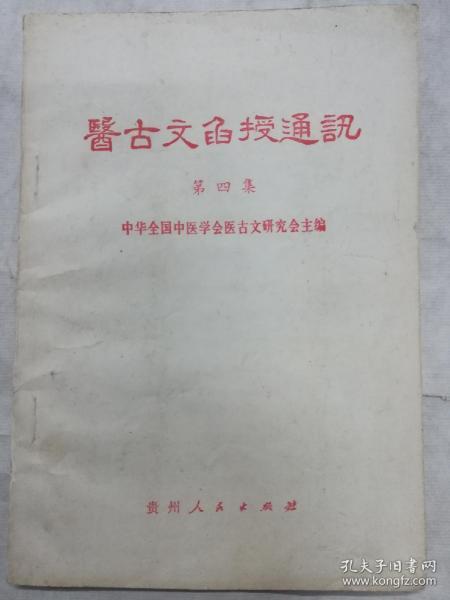 醫古文函授通訊
第四集
中华全国中医学会医古文研究会主编
贵州人民出版社
孔夫子旧书网
www.kongfz.com